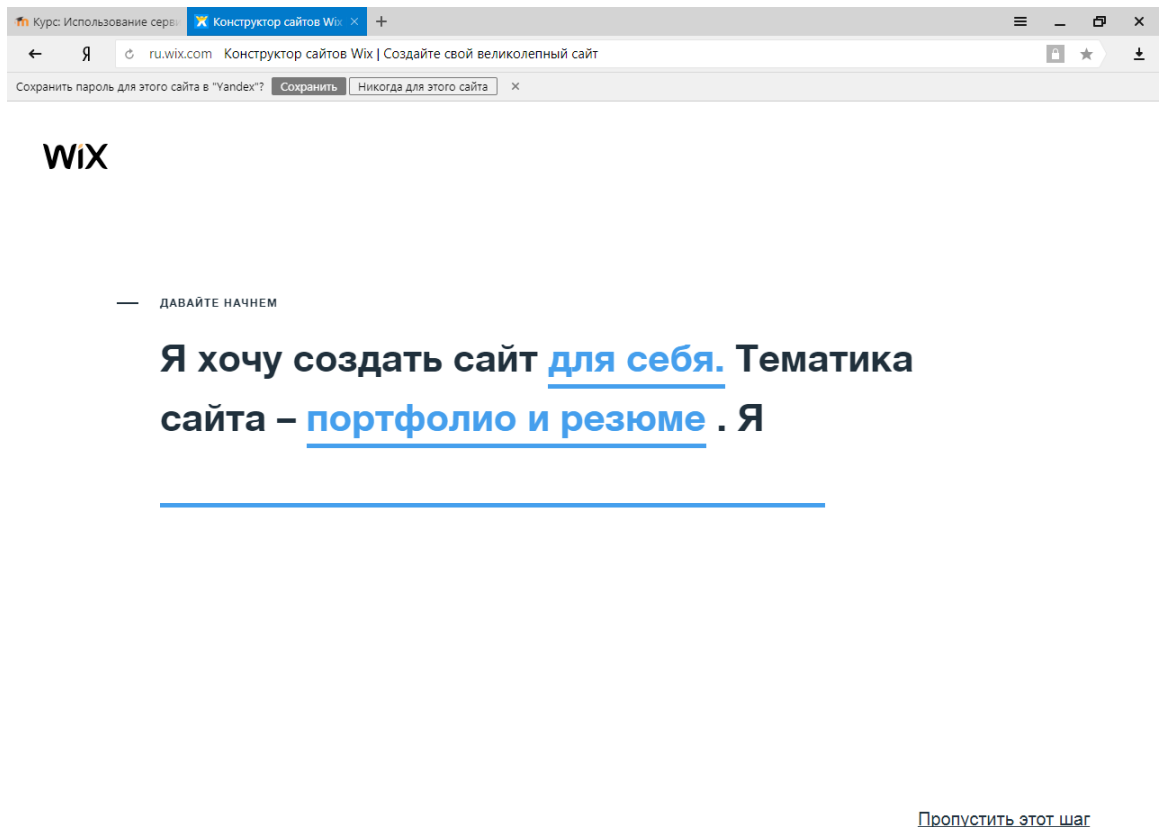 Курс: Использование серви
Конструктор сайтов Wix
Я
ru.wix.com Конструктор сайтов Wix | Создайте свой великолепный сайт
Сохранить пароль для этого сайта в "Yandex"? Сохранить Никогда для этого сайта
WiX
ДАВАЙТЕ НАЧНЕМ
Я хочу создать сайт для себя. Тематика
сайта – портфолио и резюме . Я
Пропустить этот шаг